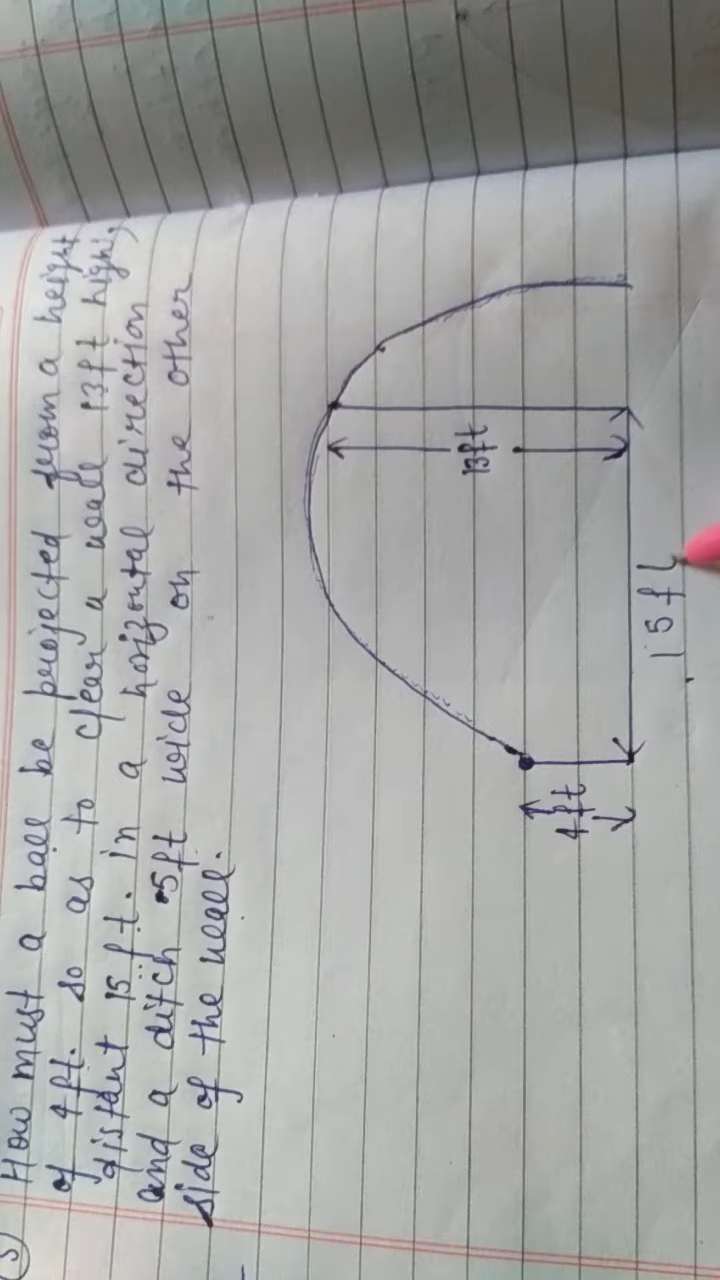 5
How must a ball be projected from a height
of 4ft. so as to clear a wall 13ft high,
distant 15 ft. in a horizontal direction
and a ditch 5ft wide on the other
side of the wall.
13ft
4ft
15ft